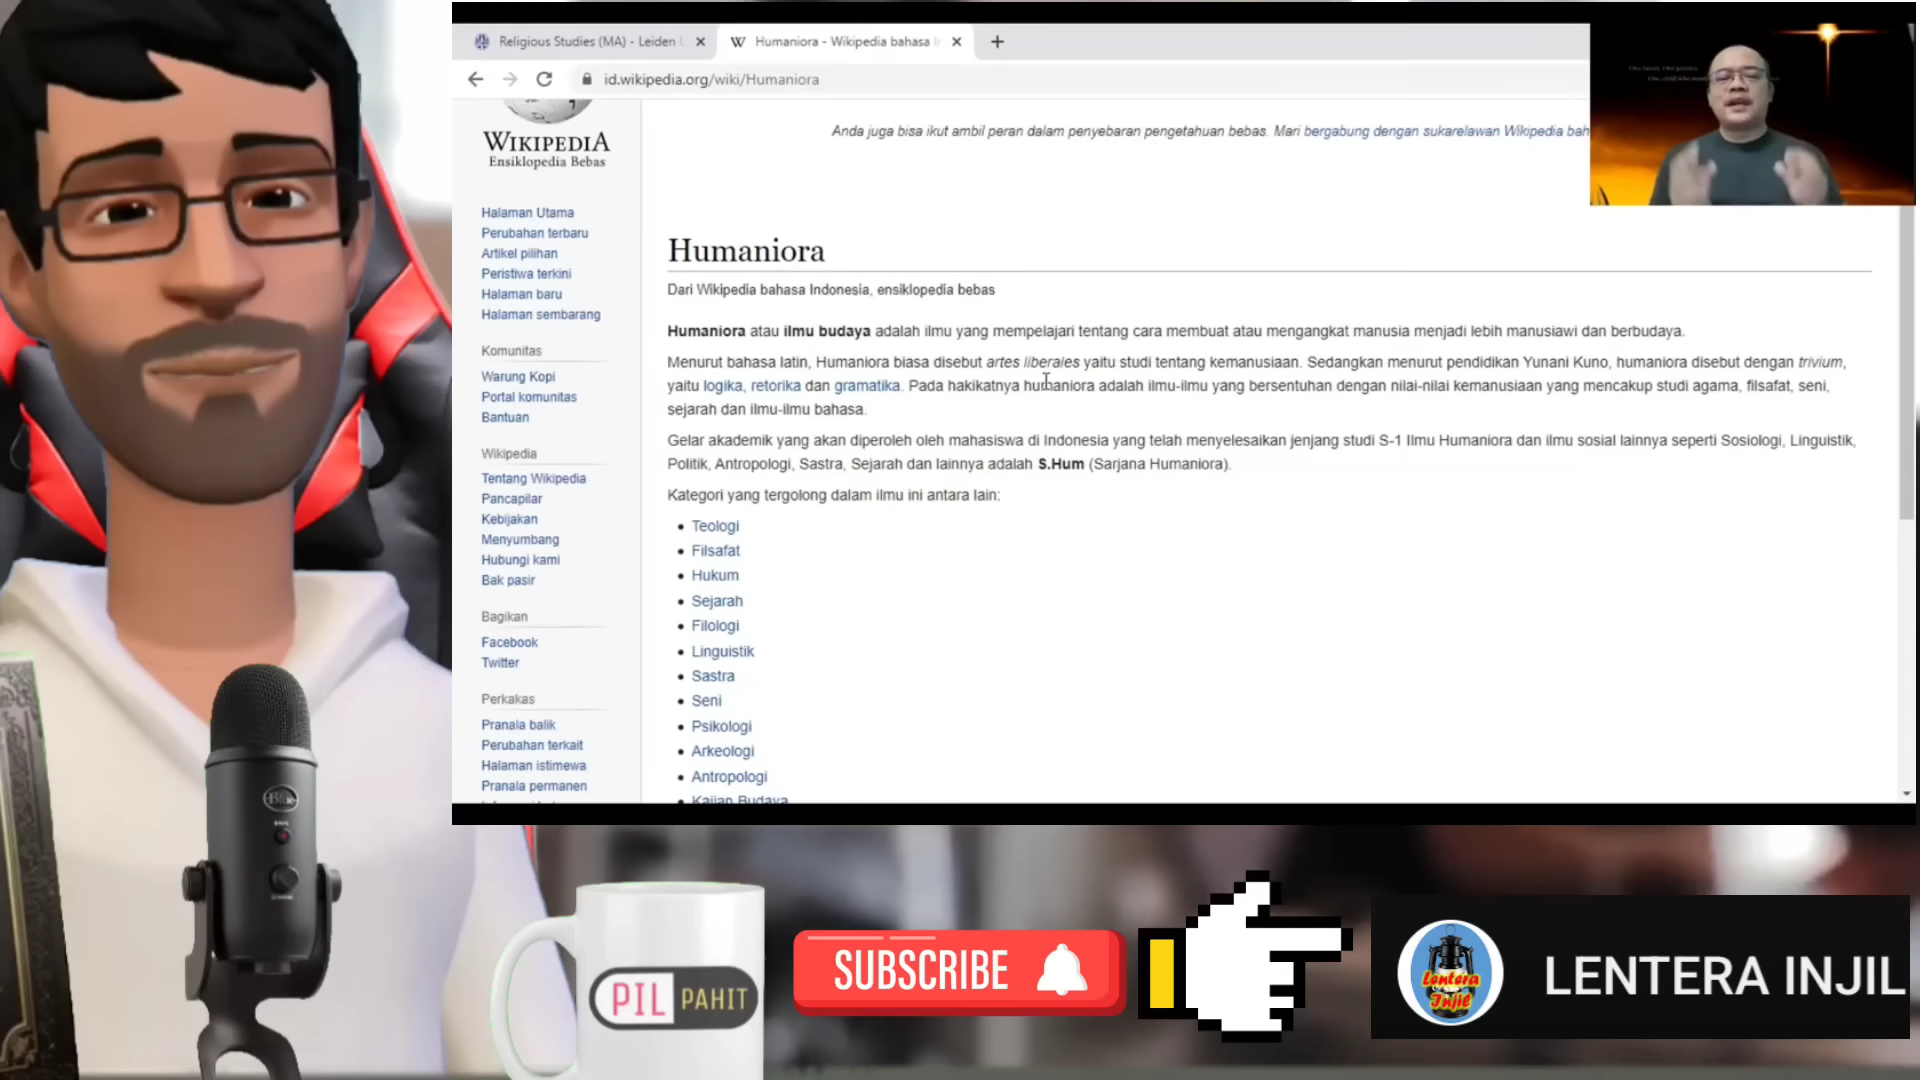 Religious Studies (MA) - Leiden
Humaniora - Wikipedia bahasa
id.wikipedia.org/wiki/Humaniora
WIKIPEDIA
Ensiklopedia Bebas
Anda juga bisa ikut ambil peran dalam penyebaran pengetahuan bebas. Mari bergabung dengan sukarelawan Wikipedia bah
Halaman Utama
Perubahan terbaru
Artikel pilihan
Peristiwa terkini
Halaman baru
Halaman sembarang
Komunitas
Warung Kopi
Portal komunitas
Bantuan
Wikipedia
Tentang Wikipedia
Pancapilar
Kebijakan
Menyumbang
Hubungi kami
Bak pasir
Bagikan
Facebook
Twitter
Perkakas
Pranala balik
Perubahan terkait
Halaman istimewa
Pranala permanen
Humaniora
Dari Wikipedia bahasa Indonesia, ensiklopedia bebas
Humaniora atau ilmu budaya adalah ilmu yang mempelajari tentang cara membuat atau mengangkat manusia menjadi lebih manusiawi dan berbudaya.
Menurut bahasa latin, Humaniora biasa disebut artes liberales yaitu studi tentang kemanusiaan. Sedangkan menurut pendidikan Yunani Kuno, humaniora disebut dengan trivium,
yaitu logika, retorika dan gramatika. Pada hakikatnya humaniora adalah ilmu-ilmu yang bersentuhan dengan nilai-nilai kemanusiaan yang mencakup studi agama, filsafat, seni,
sejarah dan ilmu-ilmu bahasa.
Gelar akademik yang akan diperoleh oleh mahasiswa di Indonesia yang telah menyelesaikan jenjang studi S-1 Ilmu Humaniora dan ilmu sosial lainnya seperti Sosiologi, Linguistik,
Politik, Antropologi, Sastra, Sejarah dan lainnya adalah S.Hum (Sarjana Humaniora).
Kategori yang tergolong dalam ilmu ini antara lain:
Teologi
Filsafat
Hukum
Sejarah
Filologi
Linguistik
Sastra
Seni
Psikologi
Arkeologi
Antropologi
Kajian Budaya
Blue
PIL PAHIT
SUBSCRIBE
Lentera
Injil
LENTERA INJIL